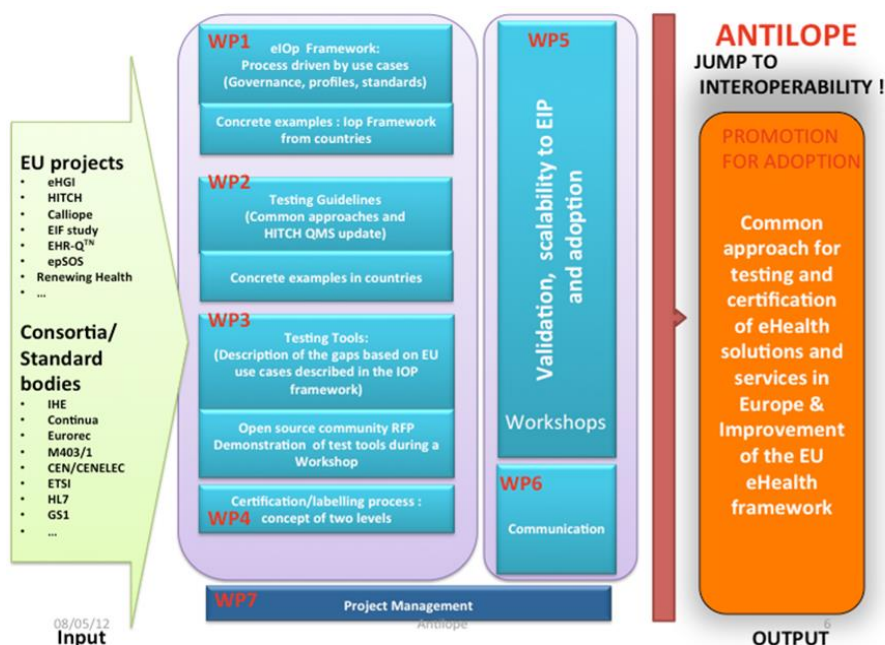 EU projects
• eHGI
• HITCH
• Calliope
• EIF study
• EHR-Q™
• epSOS
• Renewing Health
• …
Consortia/
Standard
bodies
• IHE
• Continua
• Eurorec
• M403/1
• CEN/CENELEC
• ETSI
• HL7
• GS1
• …
08/05/12
Input
WP1
eIOp Framework:
Process driven by use cases
(Governance, profiles, standards)
Concrete examples : Iop Framework
from countries
WP2
Testing Guidelines
(Common approaches and
HITCH QMS update)
Concrete examples in countries
WP3
Testing Tools:
(Description of the gaps based on EU
use cases described in the IOP
framework)
Open source community RFP
Demonstration of test tools during a
Workshop
Certification/labelling process :
WP4
concept of two levels
WP5
Validation, scalability to EIP
and adoption
Workshops
WP6
Communication
WP7
Project Management
Antilope
ANTILOPE
JUMP TO
INTEROPERABILITY !
PROMOTION
FOR ADOPTION
Common
approach for
testing and
certification
of eHealth
solutions and
services in
Europe &
Improvement
of the EU
eHealth
framework
6
OUTPUT